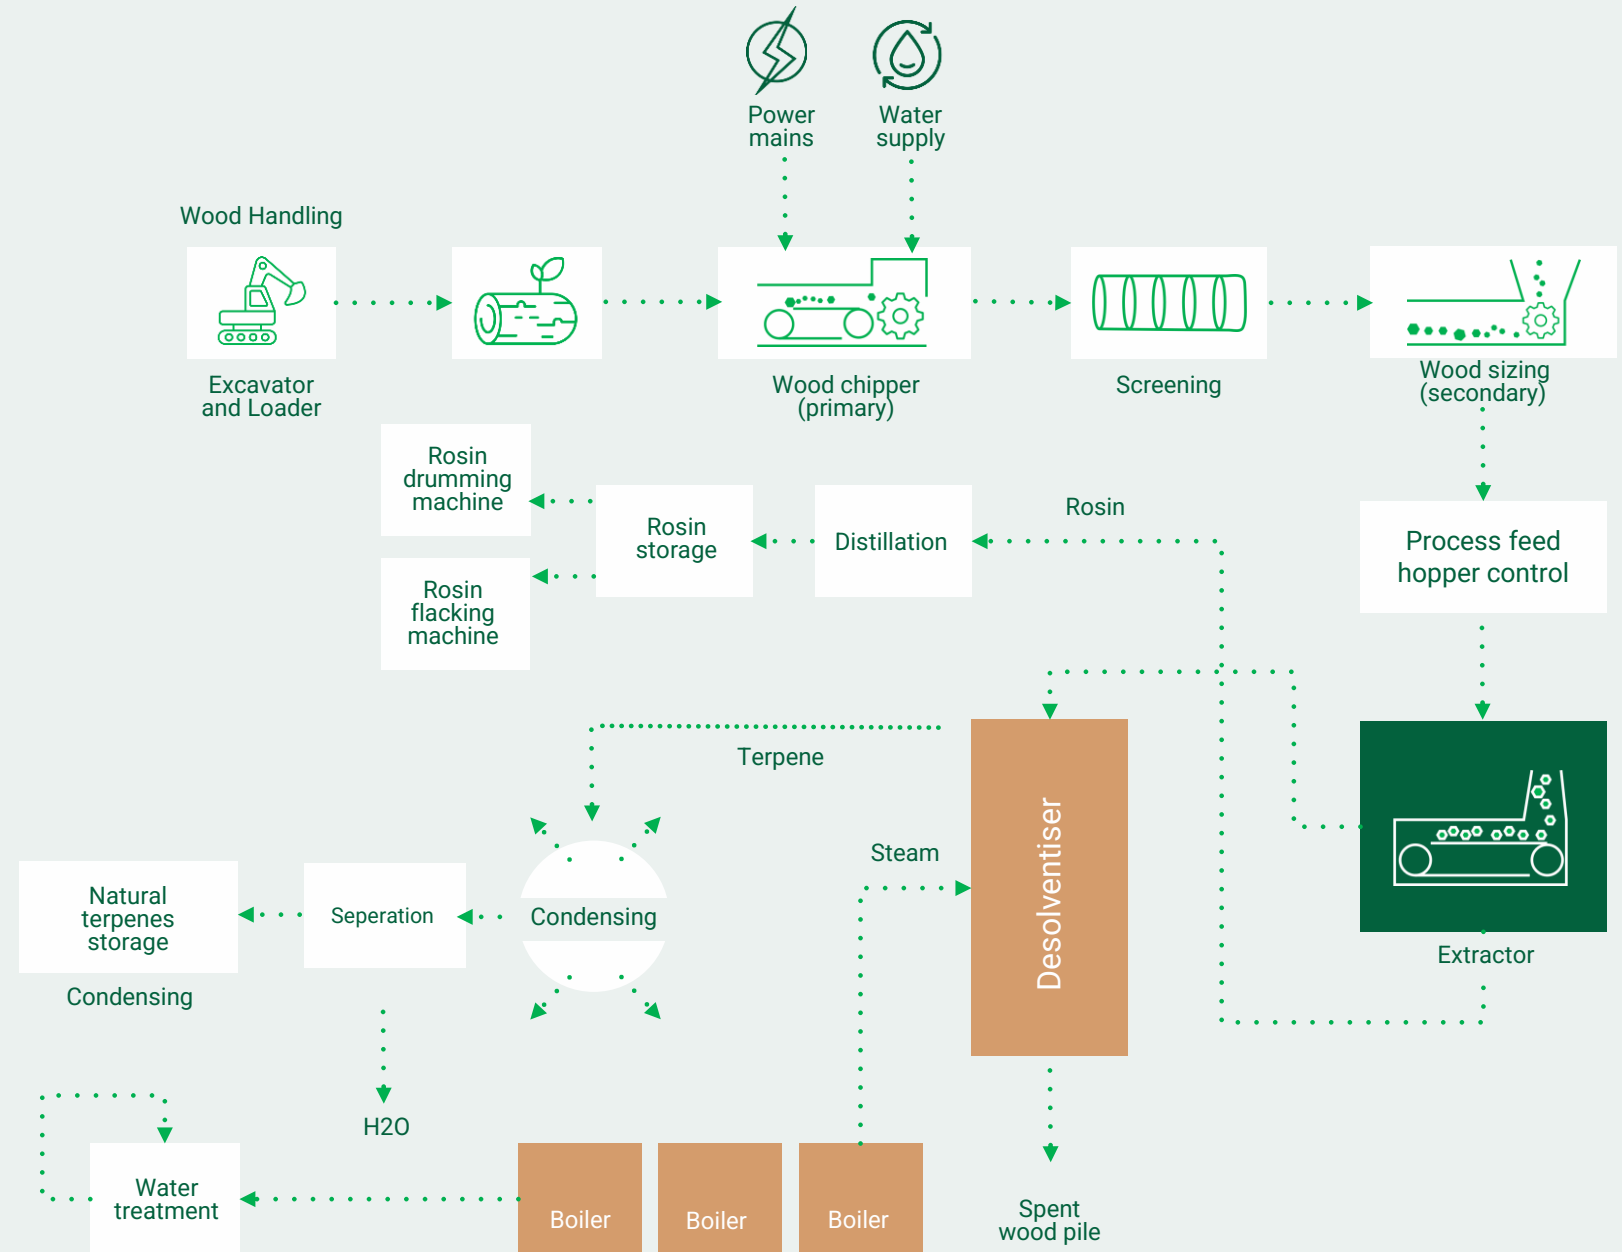 Power
mains
Water
supply
Wood Handling
Excavator
and Loader
Wood chipper
(primary)
Screening
Wood sizing
(secondary)
Rosin
drumming
machine
Rosin
storage
Distillation
Rosin
Process feed
hopper control
Rosin
flacking
machine
Terpene
Desolventiser
Steam
Extractor
Natural
terpenes
storage
Seperation
Condensing
Condensing
H2O
Water
treatment
Boiler
Boiler
Boiler
Spent
wood pile